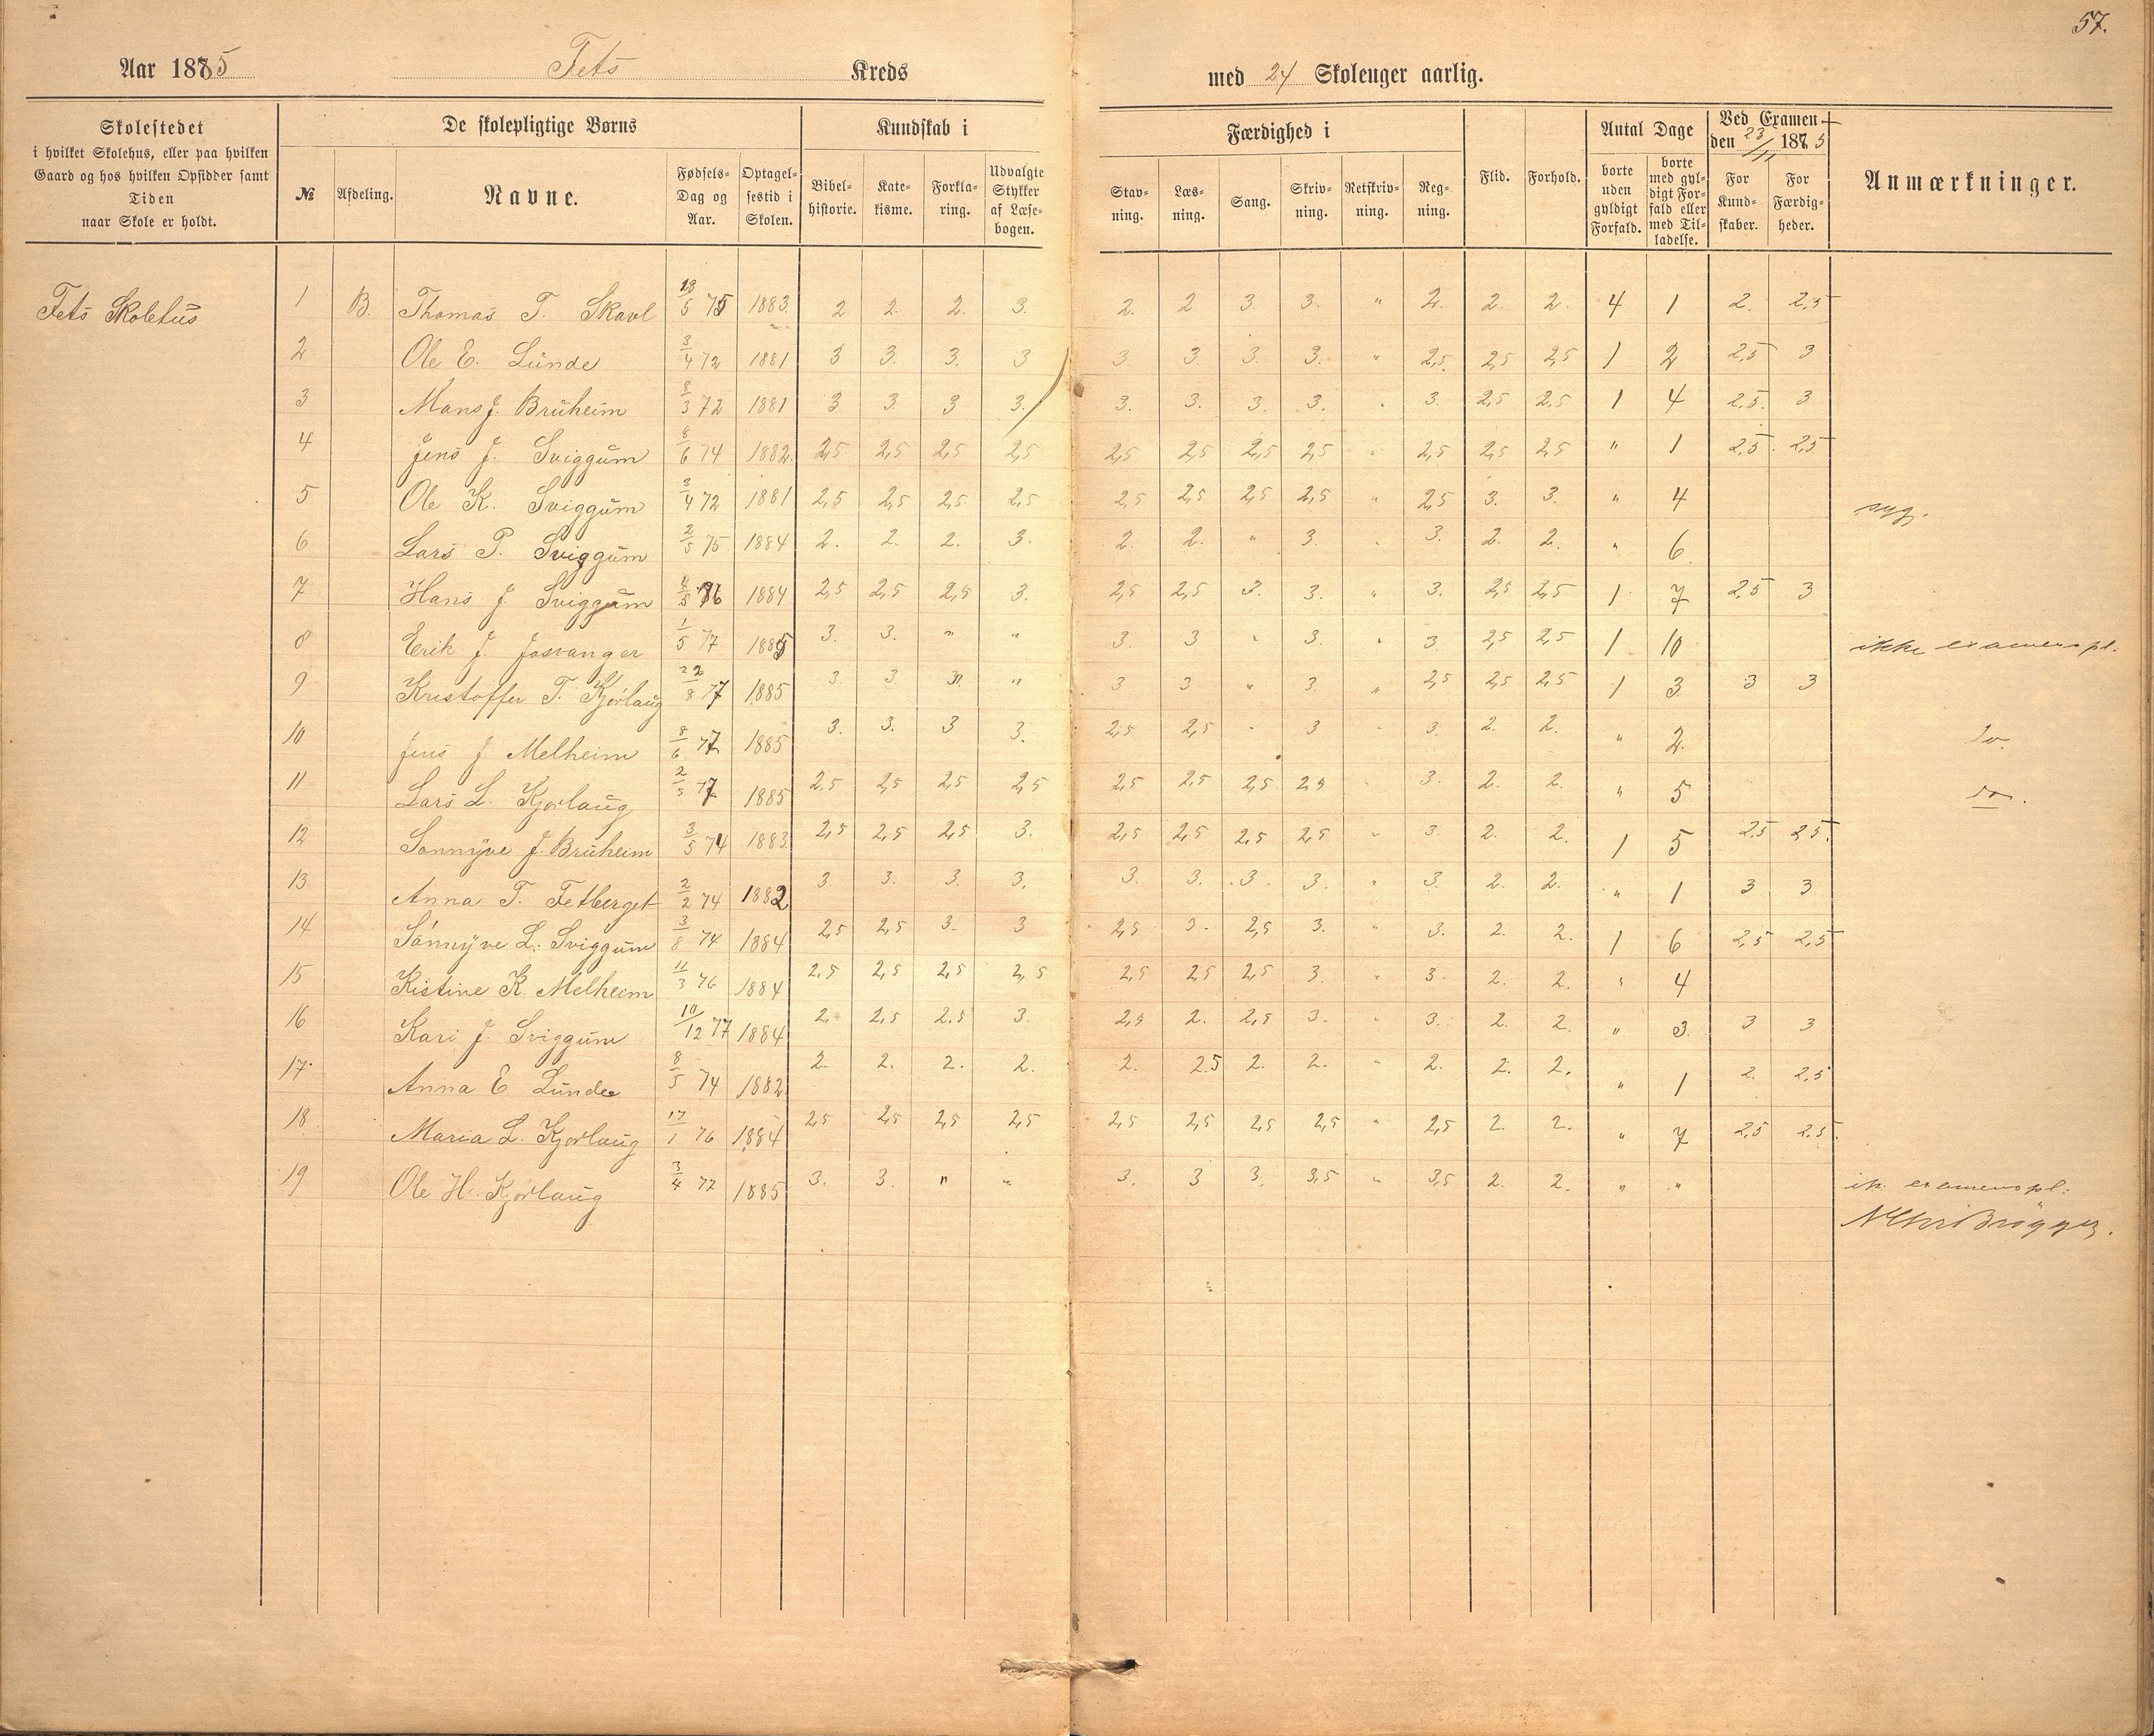 57.
Aar 1885 Fets Kreds med 24 Skoleuger aarlig.
Skolestedet i hvilket Skolehus, eller paa hvilken Gaard og hos hvilken Opsidder samt Tiden naar Skole er holdt.
De skolepligtige Børns
№ Afdeling. Navne. Fødsels-Dag og Aar. Optagelsestid i Skolen.
Kundskab i
Bibelhistorie. Katekisme. Forklaring. Udvalgte Stykker af Læsebogen.
Færdighed i
Stavning. Læsning. Sang. Skrivning. Retskrivning. Regning.
Flid. Forhold.
Antal Dage
borte uden gyldigt Forfald. borte med gyldigt Forfald eller med Tilladelse.
Ved Examen den 23/11 1885
For Kundskaber. For Færdigheder.
Anmærkninger.
Fets Skolehus 1 B. Thomas T. Skavl 13/5 75 1883. 2 2. 2. 3. 2. 2 3. 3. " 2. 2. 2. 4 1 2. 2,5
2 Ole E. Lunde 3/4 72 1881 3 3. 3. 3 3 3. 3. 3. " 2,5. 2,5 2,5 1 2 2,5 3
3 Mons J. Bruheim 8/3 72 1881 3 3. 3 3. 3. 3. 3. 3. " 3. 2,5 2,5 1 4 2,5. 3
4 Jens J. Sviggum 8/6 74 1882. 2,5 2,5 2,5 2,5 2,5 2,5 2,5 2,5 " 2,5 2,5 2,5 " 1 2,5. 2,5
5 Ole K. Sviggum 3/4 72 1881 2,5 2,5 2,5 2,5 2,5 2,5 2,5 2,5 " 2,5 3. 3. " 4 syg.
6 Lars P. Sviggum 2/5 75 1884 2. 2. 2. 3. 2. 2. " 3. " 3. 2. 2. " 6.
7 Hans J. Sviggum 4/5 76 1884 2,5 2,5 2,5 3. 2,5 2,5 3. 3. " 3. 2,5 2,5 1 7 2,5 3
8 Erik J. Josvanger 1/5 77 1885 3. 3. " " 3. 3 " 3. " 3. 2,5 2,5 1 10 ikke examenspl.
9 Kristoffer T. Kjørlaug 22/8 77 1885 3. 3. " " 3 3 " 3. " 2,5 2,5 2,5 1 3 3 3
10 Jens J Melheim 8/6 77 1885 3. 3. 3 3. 2,5 2,5 " 3 " 3. 2. 2. " 2. do.
11 Lars L. Kjørlaug 2/5 77 1885 2,5 2,5 2,5 2,5 2,5 2,5 2,5 2,5 " 3. 2. 2. " 5 do.
12 Sønnyve J. Bruheim 3/5 74 1883. 2,5 2,5 2,5 3. 2,5 2,5 2,5 2,5 " 3. 2. 2. 1 5 2,5 2,5.
13 Anna T. Fetberget 2/2 74 1882 3. 3. 3. 3. 3. 3. 3. 3. " 3. 2. 2. " 1 3 3
14 Sønnyve L. Sviggum 3/8 74 1884 2,5 2,5 3. 3 2,5 3. 2,5 3. " 3. 2. 2. 1 6 2,5 2,5
15 Kistine K. Melheim 11/3 76 1884 2,5 2,5 2,5 2,5 2,5 2,5 2,5 3. " 3. 2. 2. " 4
16 Kari J Sviggum 10/12 77 1884 2. 2,5 2,5 3. 2,5 2. 2,5 3. " 3. 2. 2. " 3. 3 3
17 Anna E Lunde 8/5 74 1882. 2. 2. 2. 2. 2. 2.5 2. 2. " 2. 2. 2. " 1 2. 2,5
18 Maria L. Kjørlaug 17/1 76 1884 2,5 2,5 2,5 2,5 2,5 2,5 2,5 2,5 " 2,5 2. 2. " 7 2,5 2,5.
19 Ole H. Kjørlaug 3/4 77 1885 3. 3. " " 3. 3 3. 3,5 " 3,5 2. 2. " " ik. examenspl.
Brøgger.